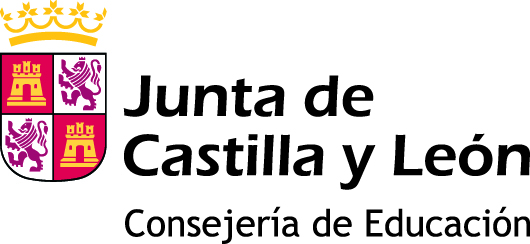 Junta de
Castilla y León
Consejería de Educación